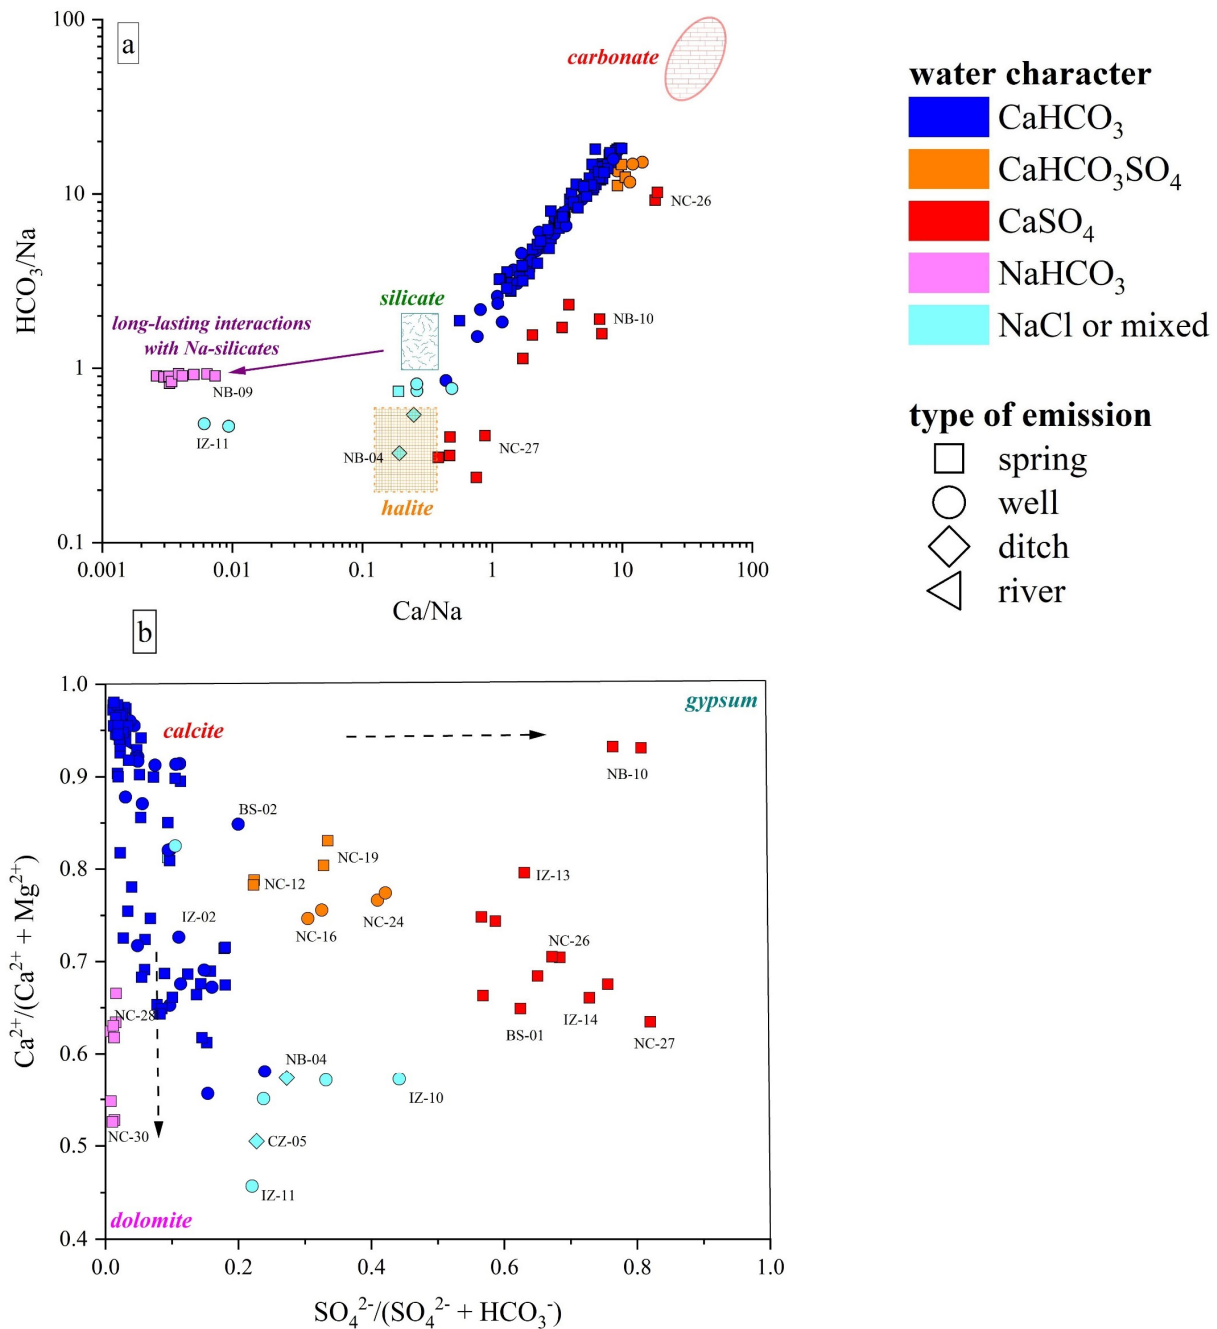 a
100
10
1
0.1
HCO₃/Na
carbonate
NC-26
silicate
long-lasting interactions
with Na-silicates
NB-10
NB-09
IZ-11
NB-04
NC-27
halite
0.001
0.01
0.1
1
10
100
Ca/Na
water character
CaHCO₃
CaHCO₃SO₄
CaSO₄
NaHCO₃
NaCl or mixed
type of emission
spring
well
ditch
river
b
1.0
0.9
0.8
0.7
0.6
0.5
0.4
Ca²⁺/(Ca²⁺ + Mg²⁺)
gypsum
calcite
NB-10
BS-02
NC-19
NC-12
IZ-13
IZ-02
NC-16
NC-24
NC-26
NC-28
BS-01
IZ-14
NC-27
NB-04
IZ-10
NC-30
CZ-05
IZ-11
dolomite
0.0
0.2
0.4
0.6
0.8
1.0
SO₄²⁻/(SO₄²⁻ + HCO₃⁻)